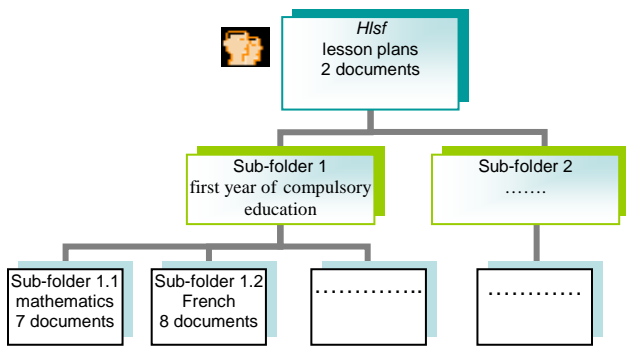 HIsf
lesson plans
2 documents
Sub-folder 1
first year of compulsory
education
Sub-folder 2
…….
Sub-folder 1.1
mathematics
7 documents
Sub-folder 1.2
French
8 documents
…………..
…………